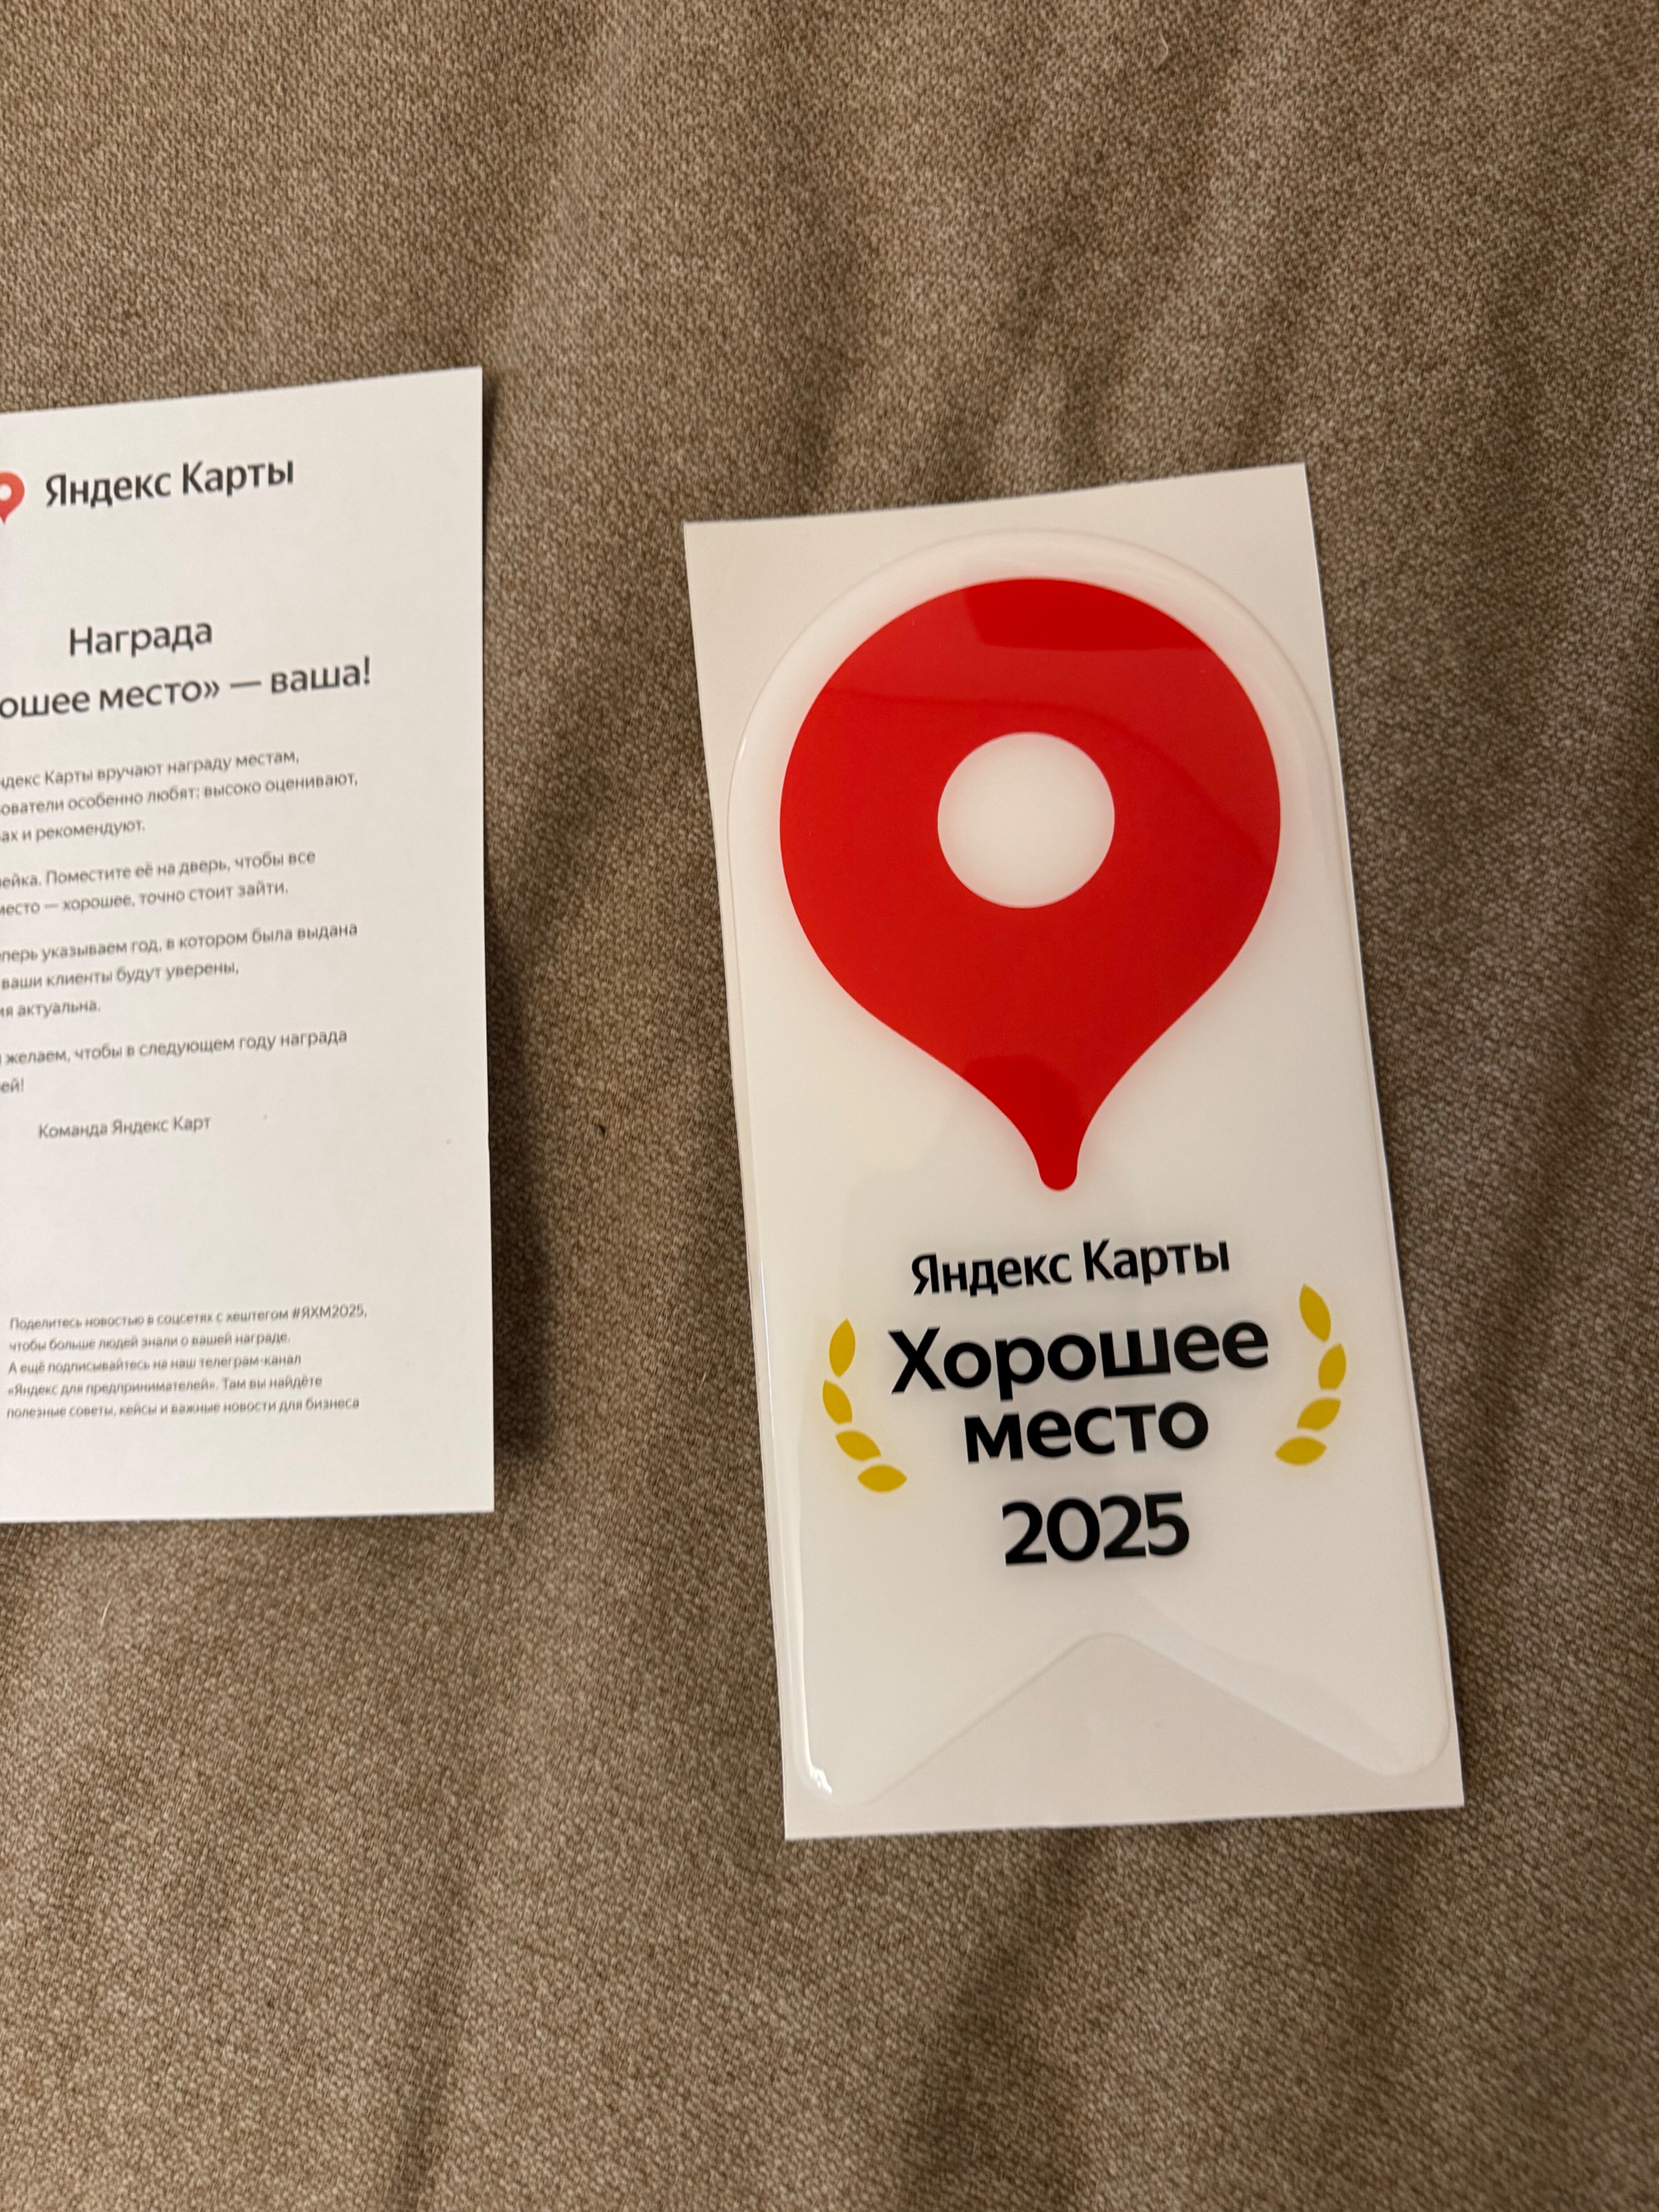 Яндекс Карты
Награда
ошее место» — ваша!
ндекс Карты вручают награду местам,
ователи особенно любят: высоко оценивают,
ах и рекомендуют.
лейка. Поместите её на дверь, чтобы все
место — хорошее, точно стоит зайти.
перь указываем год, в котором была выдана
ваши клиенты будут уверены,
ия актуальна.
желаем, чтобы в следующем году награда
ей!
Команда Яндекс Карт
Поделитесь новостью в соцсетях с хештегом #ЯХМ2025,
чтобы больше людей знали о вашей награде.
А ещё подписывайтесь на наш телеграм-канал
«Яндекс для предпринимателей». Там вы найдёте
полезные советы, кейсы и важные новости для бизнеса
Яндекс Карты
Хорошее
место
2025